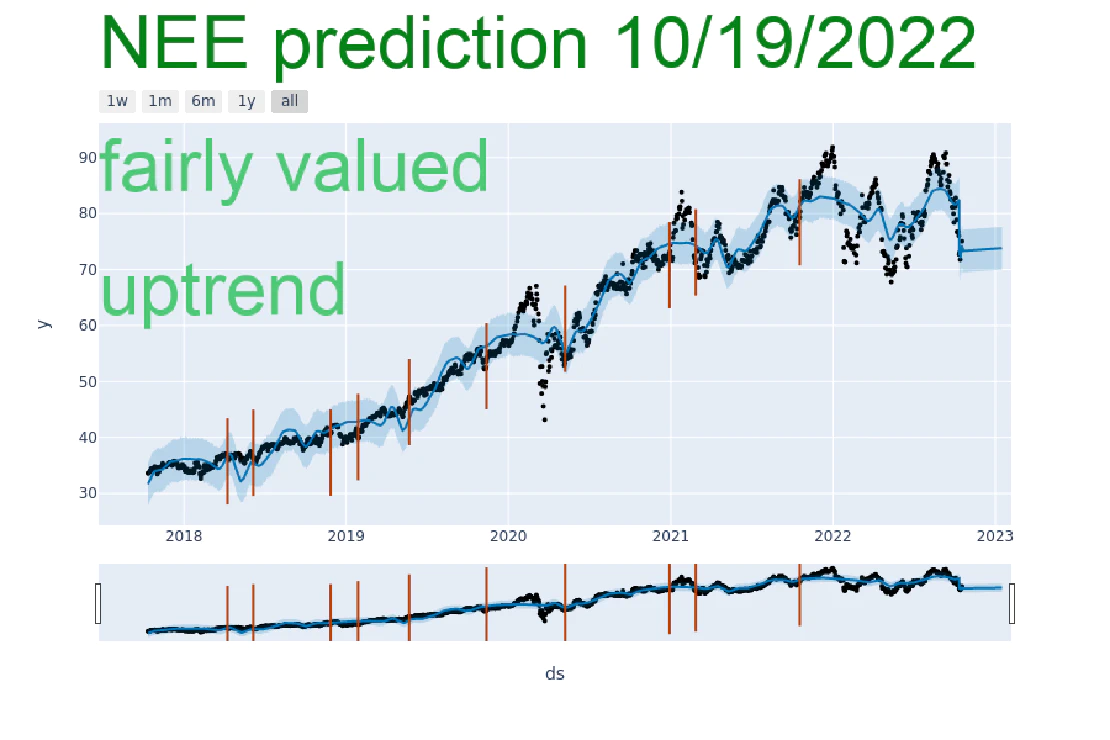 NEE prediction 10/19/2022
1w 1m 6m 1y all
fairly valued
uptrend
y
90
80
70
60
50
40
30
2018 2019 2020 2021 2022 2023
ds